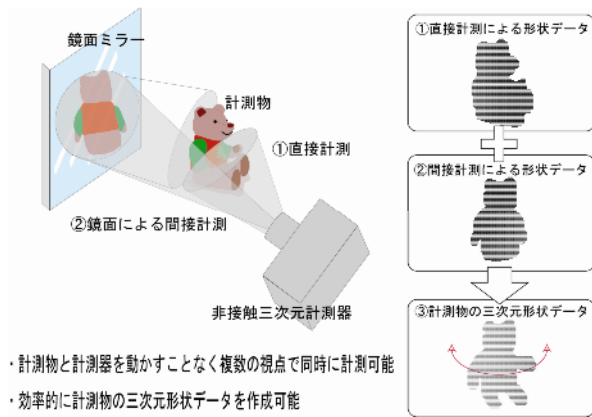 鏡面ミラー
計測物
①直接計測
②鏡面による間接計測
非接触三次元計測器
・計測物と計測器を動かすことなく複数の視点で同時に計測可能
・効率的に計測物の三次元形状データを作成可能
①直接計測による形状データ
②間接計測による形状データ
③計測物の三次元形状データ